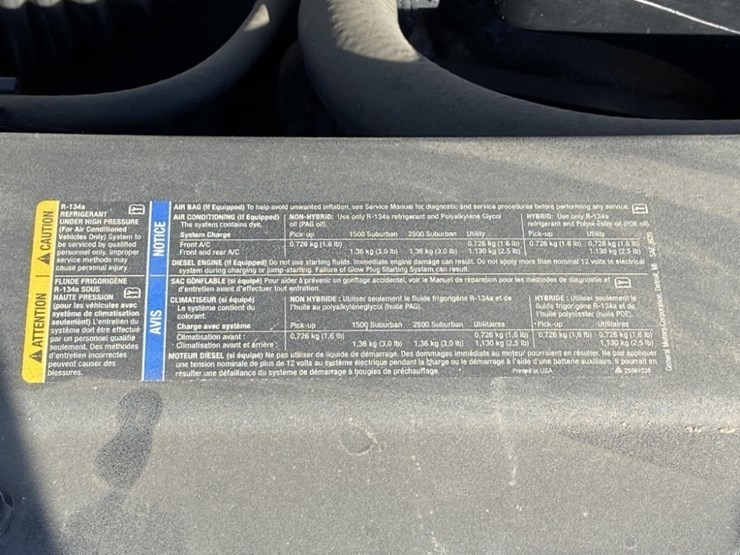 CAUTION
R-134a
REFRIGERANT
UNDER HIGH PRESSURE
(For Air Conditioned
Vehicles Only) System to
be serviced by qualified
personnel only. Improper
service methods may
cause personal injury.
NOTICE
AIR BAG (If Equipped) To help avoid unwanted inflation, see Service Manual for diagnostic and service procedures before performing any service.
AIR CONDITIONING (If Equipped) NON-HYBRID: Use only R-134a refrigerant and Polyalkylene Glycol HYBRID: Use only R-134a
The system contains dye. oil (PAG oil). refrigerant and Polyol-Ester oil (POE oil).
System Charge Pick-up 1500 Suburban 2500 Suburban Utility Pick-up Utility
Front A/C 0.726 kg (1.6 lb) 0.726 kg (1.6 lb) 0.726 kg (1.6 lb) 0.726 kg (1.6 lb)
Front and rear A/C 1.36 kg (3.0 lb) 1.36 kg (3.0 lb) 1.130 kg (2.5 lb) 1.130 kg (2.5 lb)
DIESEL ENGINE (If Equipped) Do not use starting fluids. Immediate engine damage can result. Do not apply more than nominal 12 volts to electrical
system during charging or jump-starting. Failure of Glow Plug Starting System can result.
ATTENTION
FLUIDE FRIGORIGÈNE
R-134a SOUS
HAUTE PRESSION
(pour les véhicules avec
système de climatisation
seulement) L'entretien du
système doit être effectué
par un personnel qualifié
seulement. Des méthodes
d'entretien incorrectes
peuvent causer des
blessures.
AVIS
SAC GONFLABLE (si équipé) Pour aider à prévenir un gonflage accidentel, voir le Manuel de réparation pour les méthodes de diagnostic et
d'entretien avant d'effectuer tout entretien.
CLIMATISEUR (si équipé) NON HYBRIDE : Utiliser seulement le fluide frigorigène R-134a et de HYBRIDE : Utiliser seulement le
Le système contient du l'huile au polyalkylèneglycol (huile PAG). fluide frigorigène R-134a et de
colorant. l'huile polyolester (huile POE).
Charge avec système Pick-up 1500 Suburban 2500 Suburban Utilitaires Pick-up Utilitaires
Climatisation avant : 0,726 kg (1,6 lb) 0,726 kg (1,6 lb) 0,726 kg (1,6 lb) 0,726 kg (1,6 lb)
Climatisation avant et arrière : 1,36 kg (3,0 lb) 1,36 kg (3,0 lb) 1,130 kg (2,5 lb) 1,130 kg (2,5 lb)
MOTEUR DIESEL (si équipé) Ne pas utiliser de liquide de démarrage. Des dommages immédiats au moteur pourraient en résulter. Ne pas appliquer
une tension nominale de plus de 12 volts au système électrique pendant la charge ou le démarrage à l'aide d'une batterie auxiliaire. Il pourrait en
résulter une défaillance du système de démarrage à bougies de préchauffage.
Printed in USA
General Motors Corporation, Detroit, MI